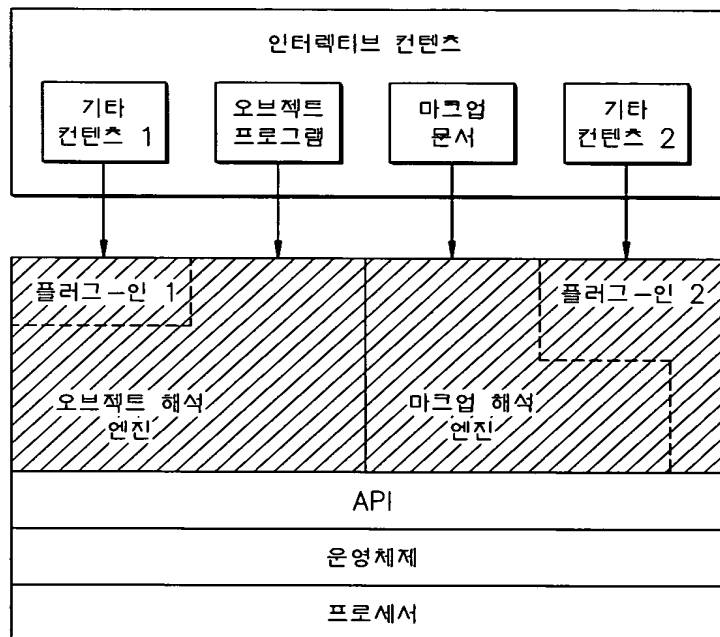 인터렉티브 컨텐츠
기타
컨텐츠 1
오브젝트
프로그램
마크업
문서
기타
컨텐츠 2
플러그-인 1
플러그-인 2
오브젝트 해석
엔진
마크업 해석
엔진
API
운영체제
프로세서